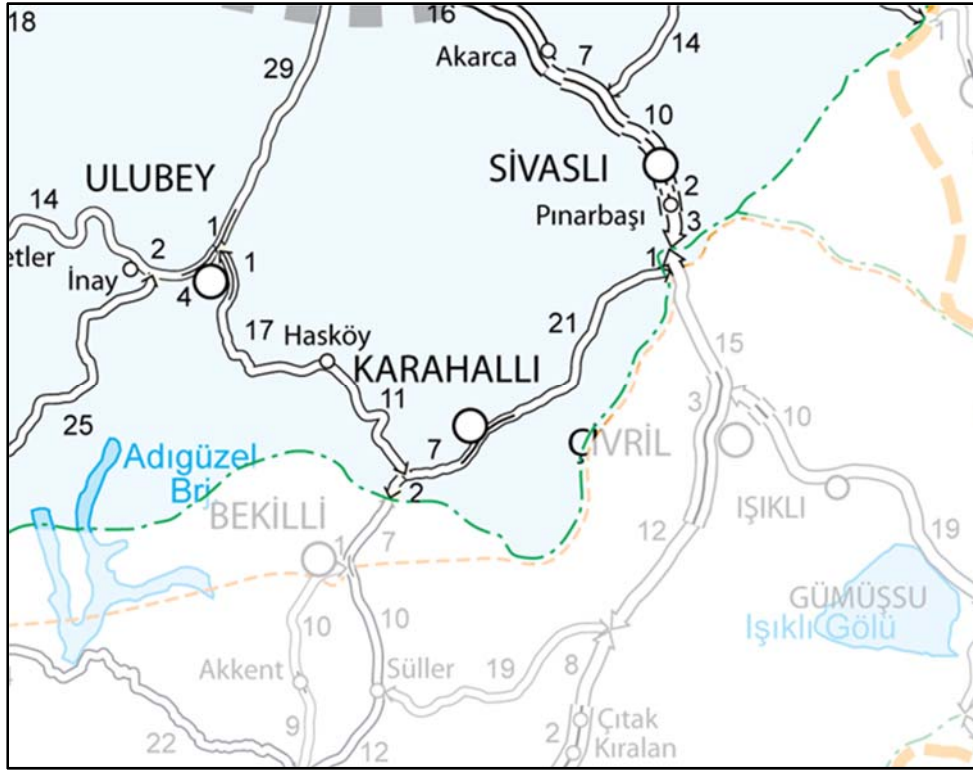 18
16
29
Akarca
7
14
1
10
ULUBEY
SİVASLI
14
1
2
Pınarbaşı
3
etler
2
İnay
1
1
4
17
Hasköy
21
KARAHALLI
15
11
3
10
25
7
ÇİVRİL
Adıgüzel
Brj.
2
IŞIKLI
BEKİLLİ
7
12
19
1
GÜMÜŞSU
Işıklı Gölü
10
10
Akkent
Süller
19
8
9
Çıtak
22
12
2
Kıralan